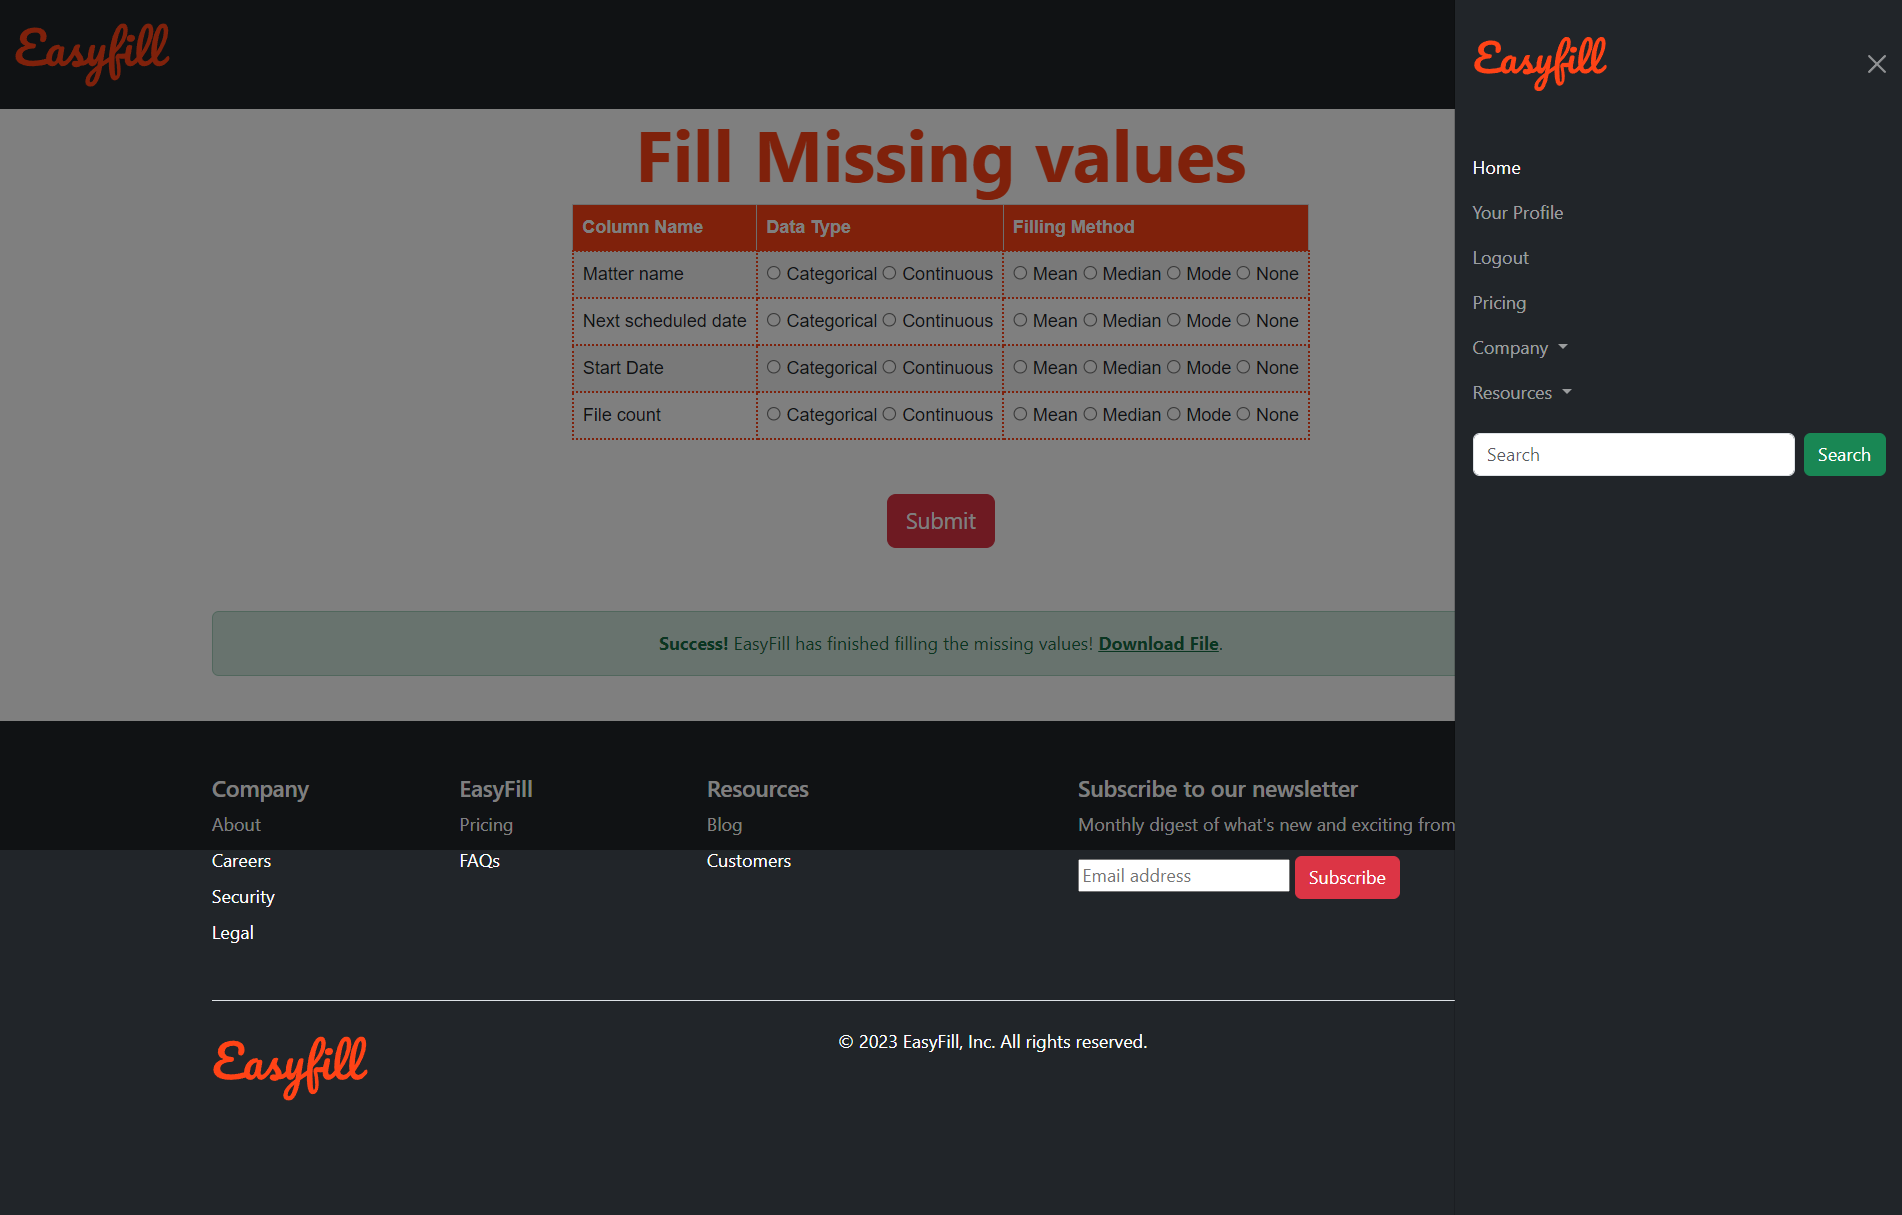 Easyfill
Fill Missing values
Column Name Data Type Filling Method
Matter name Categorical Continuous Mean Median Mode None
Next scheduled date Categorical Continuous Mean Median Mode None
Start Date Categorical Continuous Mean Median Mode None
File count Categorical Continuous Mean Median Mode None
Submit
Success! EasyFill has finished filling the missing values! Download File.
Easyfill
Home
Your Profile
Logout
Pricing
Company
Resources
Search Search
Company
About
Careers
Security
Legal
EasyFill
Pricing
FAQs
Resources
Blog
Customers
Subscribe to our newsletter
Monthly digest of what's new and exciting from
Email address Subscribe
Easyfill
© 2023 EasyFill, Inc. All rights reserved.